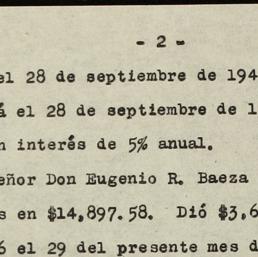 - 2 -
el 28 de septiembre de 194
á el 28 de septiembre de 1
n interés de 5% anual.
eñor Don Eugenio R. Baeza
s en $14,897.58. Dió $3,6
6 el 29 del presente mes d